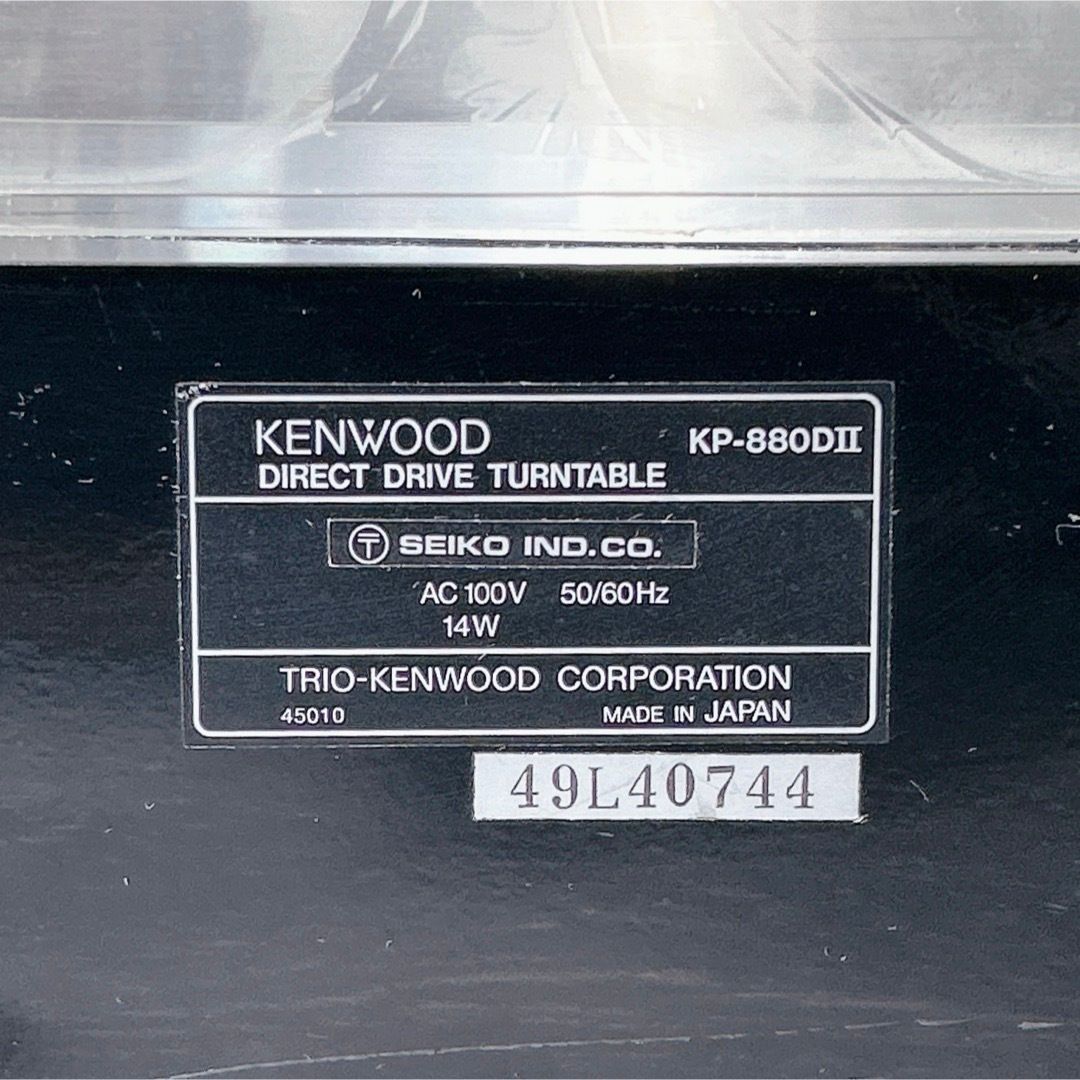 KENWOOD KP-880DII
DIRECT DRIVE TURNTABLE
〒 SEIKO IND.CO.
AC 100V 50/60Hz
14W
TRIO-KENWOOD CORPORATION
45010 MADE IN JAPAN
49L40744